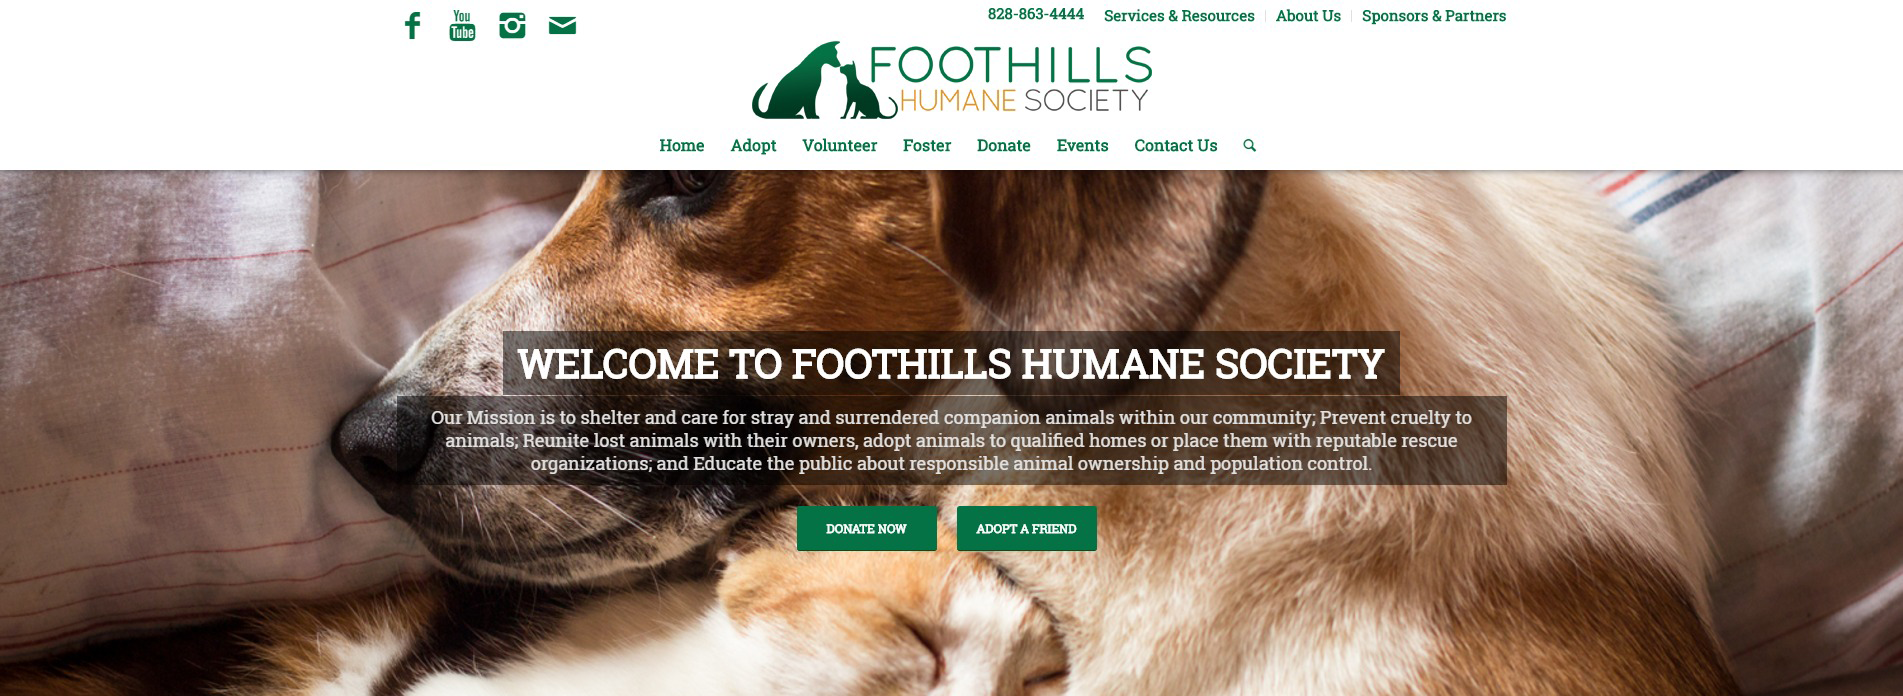 You
Tube
828-863-4444 Services & Resources About Us Sponsors & Partners
FOOTHILLS
HUMANE SOCIETY
Home Adopt Volunteer Foster Donate Events Contact Us
WELCOME TO FOOTHILLS HUMANE SOCIETY
Our Mission is to shelter and care for stray and surrendered companion animals within our community; Prevent cruelty to
animals; Reunite lost animals with their owners, adopt animals to qualified homes or place them with reputable rescue
organizations; and Educate the public about responsible animal ownership and population control.
DONATE NOW ADOPT A FRIEND